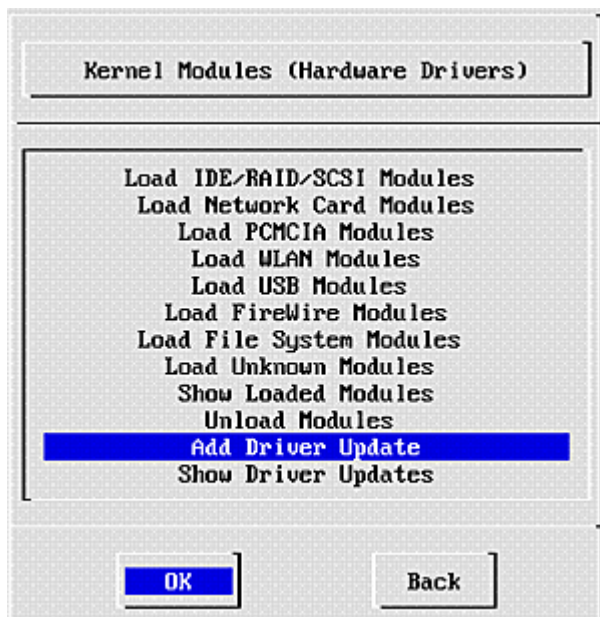 Kernel Modules (Hardware Drivers)
Load IDE/RAID/SCSI Modules
Load Network Card Modules
Load PCMCIA Modules
Load WLAN Modules
Load USB Modules
Load FireWire Modules
Load File System Modules
Load Unknown Modules
Show Loaded Modules
Unload Modules
Add Driver Update
Show Driver Updates
OK
Back